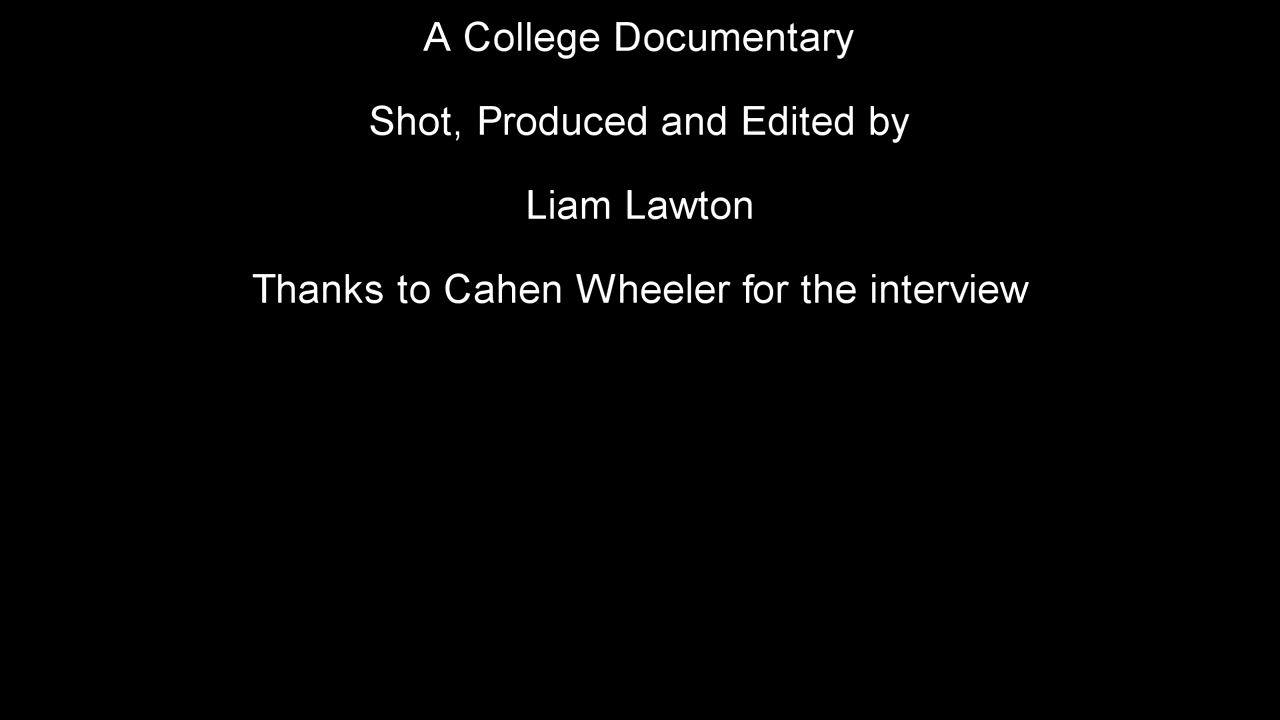 A College Documentary
Shot, Produced and Edited by
Liam Lawton
Thanks to Cahen Wheeler for the interview